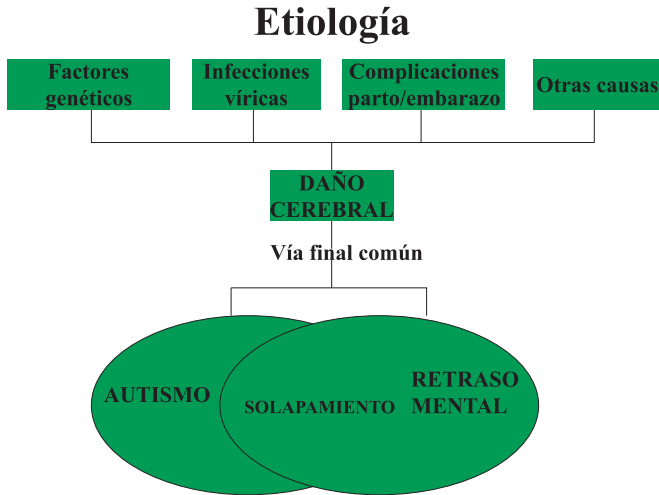 Etiología
Factores
genéticos
Infecciones
víricas
Complicaciones
parto/embarazo
Otras causas
DAÑO
CEREBRAL
Vía final común
AUTISMO
SOLAPAMIENTO
RETRASO
MENTAL